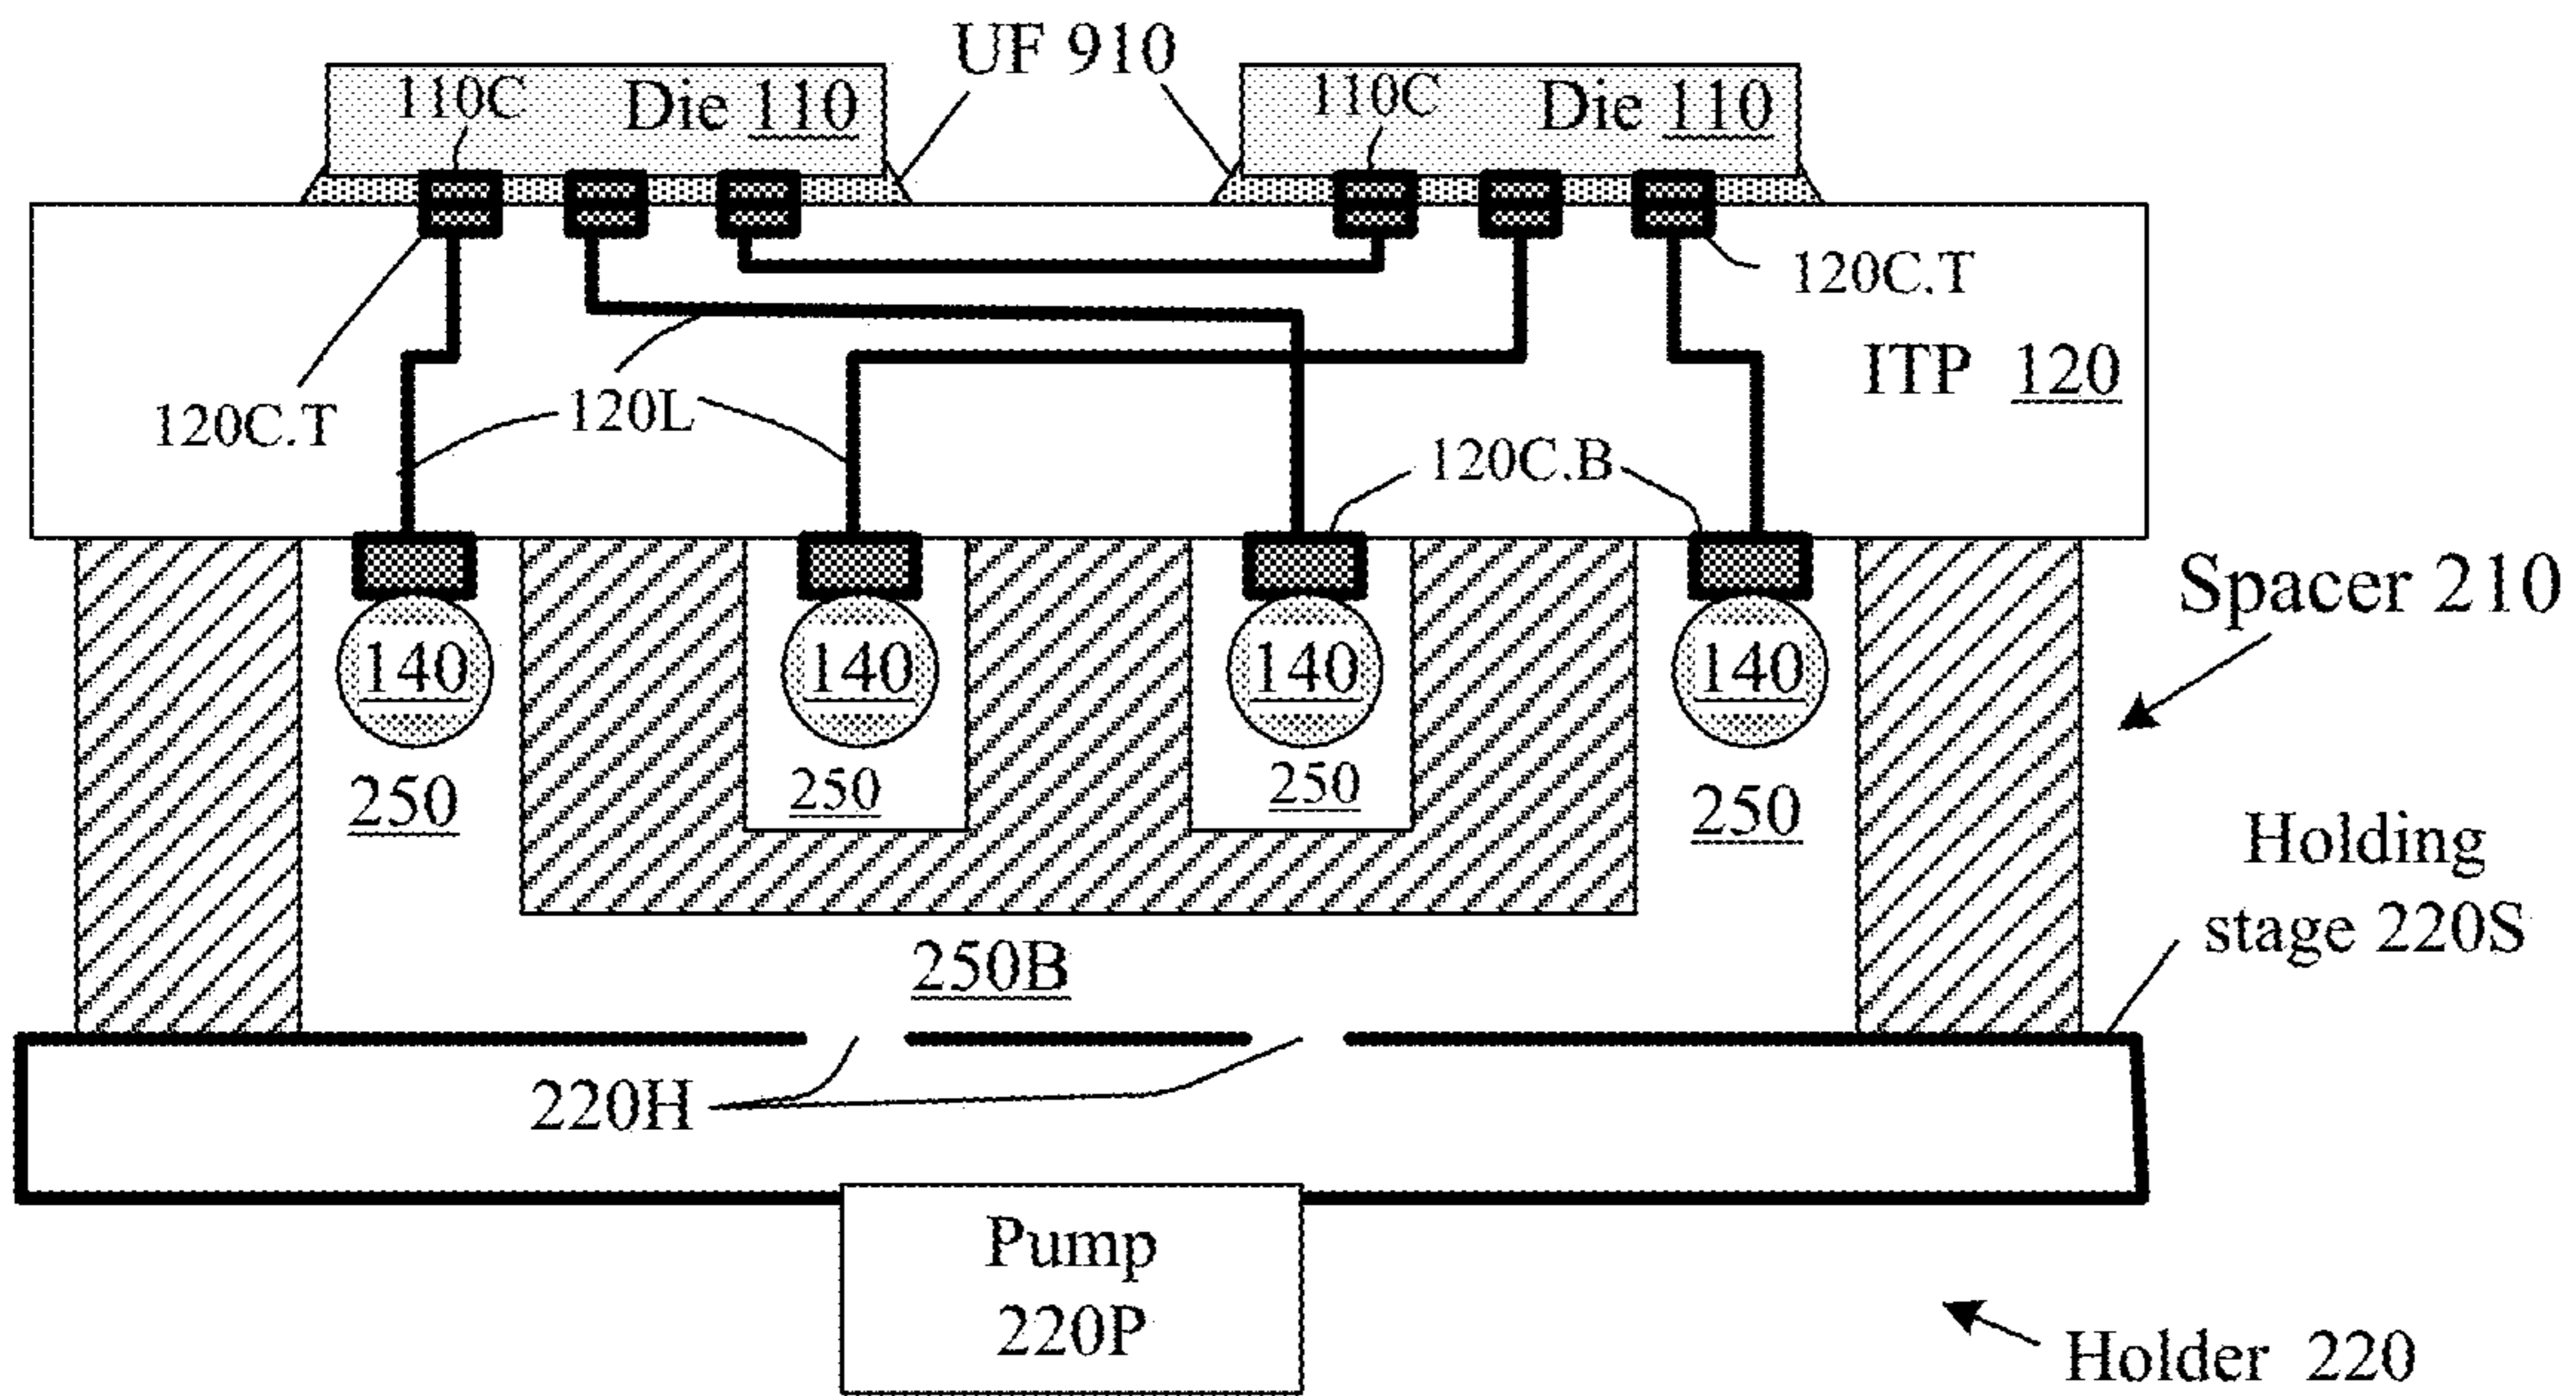 UF 910
110C
Die 110
110C
Die 110
120C.T
ITP 120
120C.T
120L
120C.B
Spacer 210
140
140
140
140
250
250
250
250
Holding
stage 220S
250B
220H
Pump
220P
Holder 220